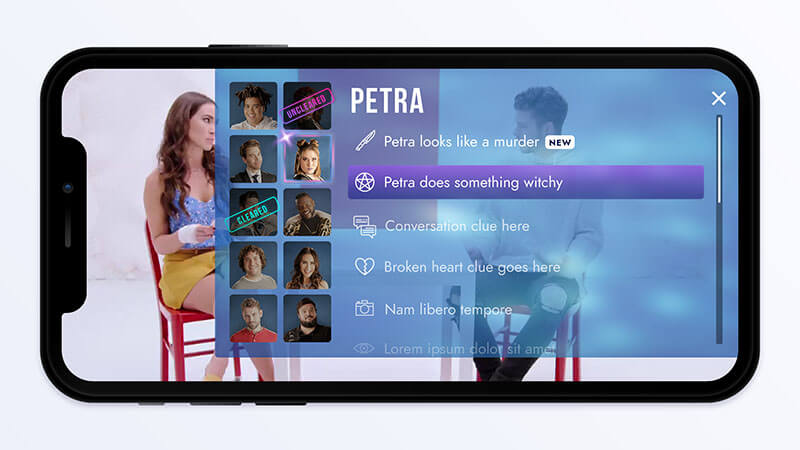 PETRA
UNCLEARED
Petra looks like a murder NEW
Petra does something witchy
CLEARED
Conversation clue here
Broken heart clue goes here
Nam libero tempore
Lorem ipsum dolor sit amet